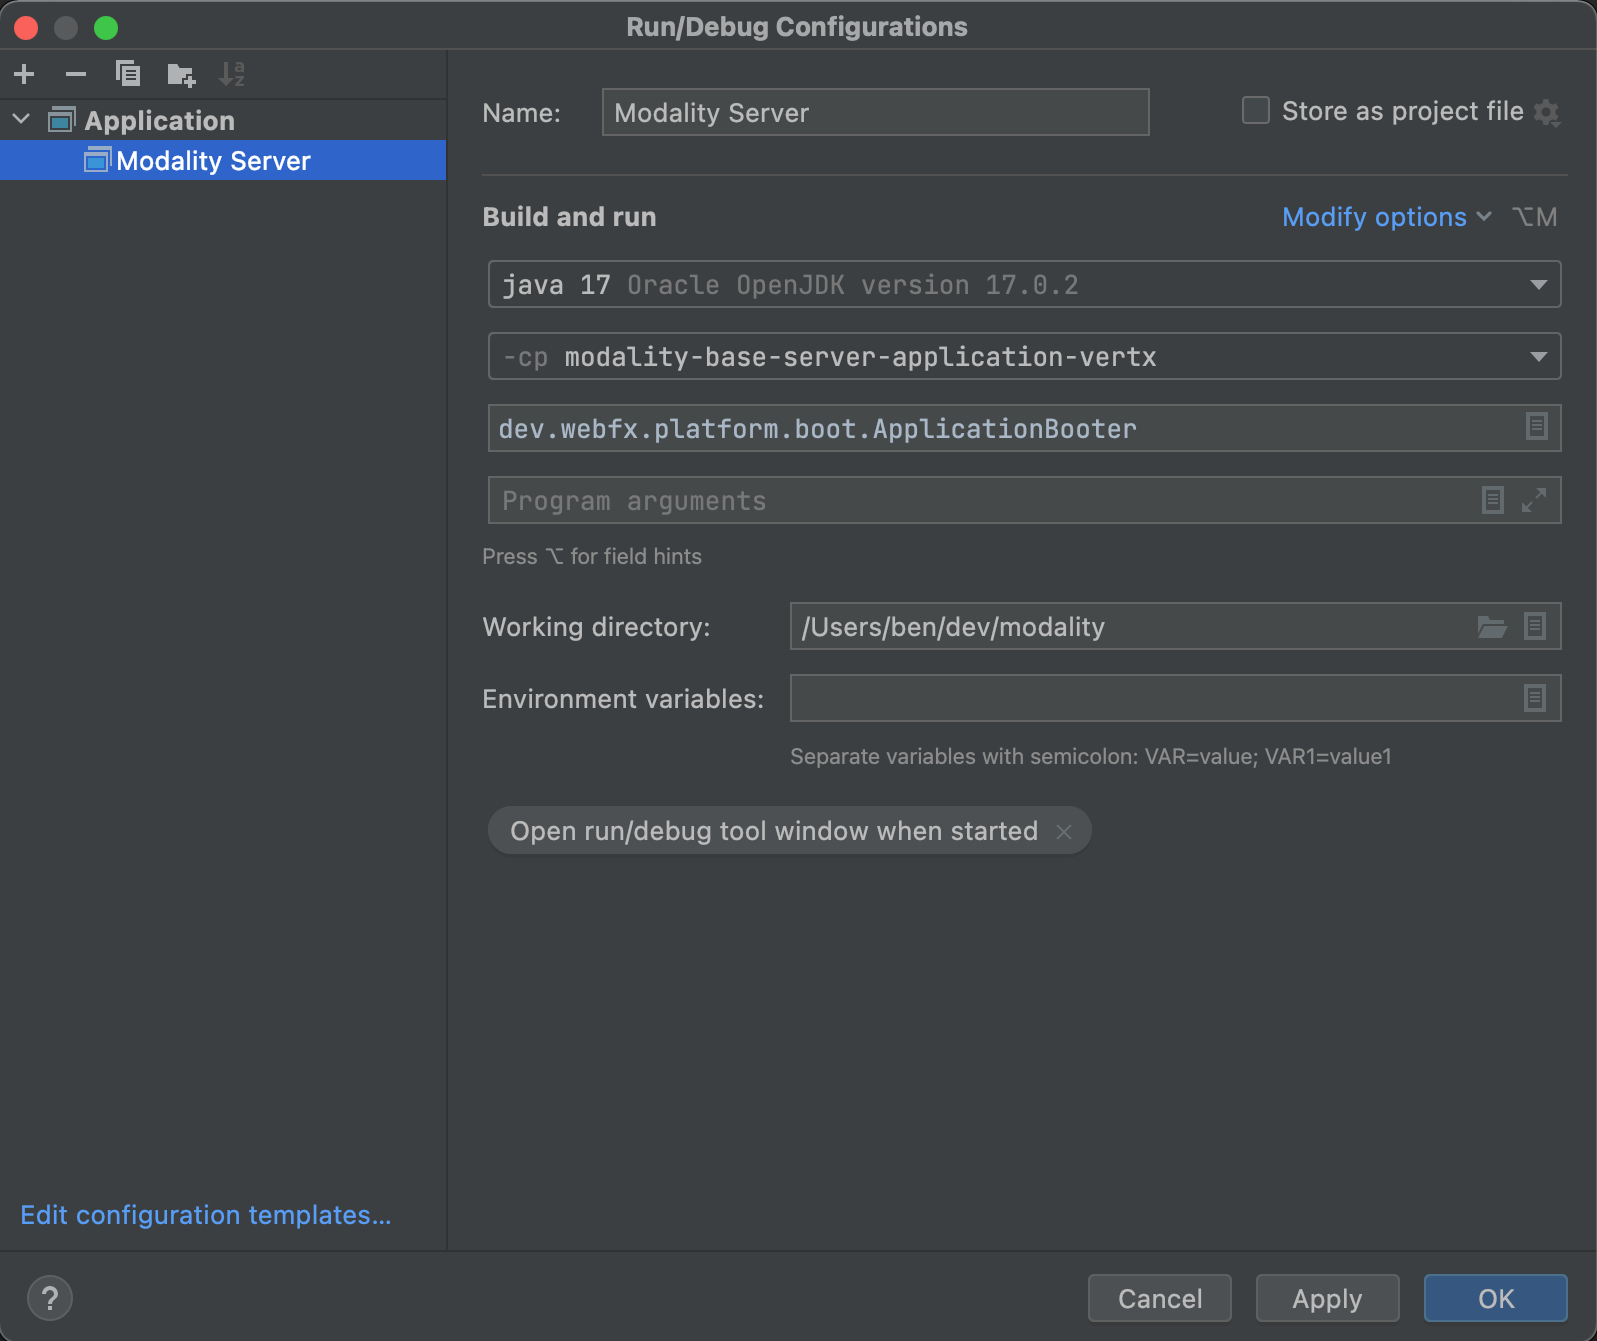 Run/Debug Configurations
Application
Modality Server
Edit configuration templates...
Name: Modality Server Store as project file
Build and run Modify options ⌥M
java 17 Oracle OpenJDK version 17.0.2
-cp modality-base-server-application-vertx
dev.webfx.platform.boot.ApplicationBooter
Program arguments
Press ⌥ for field hints
Working directory: /Users/ben/dev/modality
Environment variables:
Separate variables with semicolon: VAR=value; VAR1=value1
Open run/debug tool window when started ×
? Cancel Apply OK